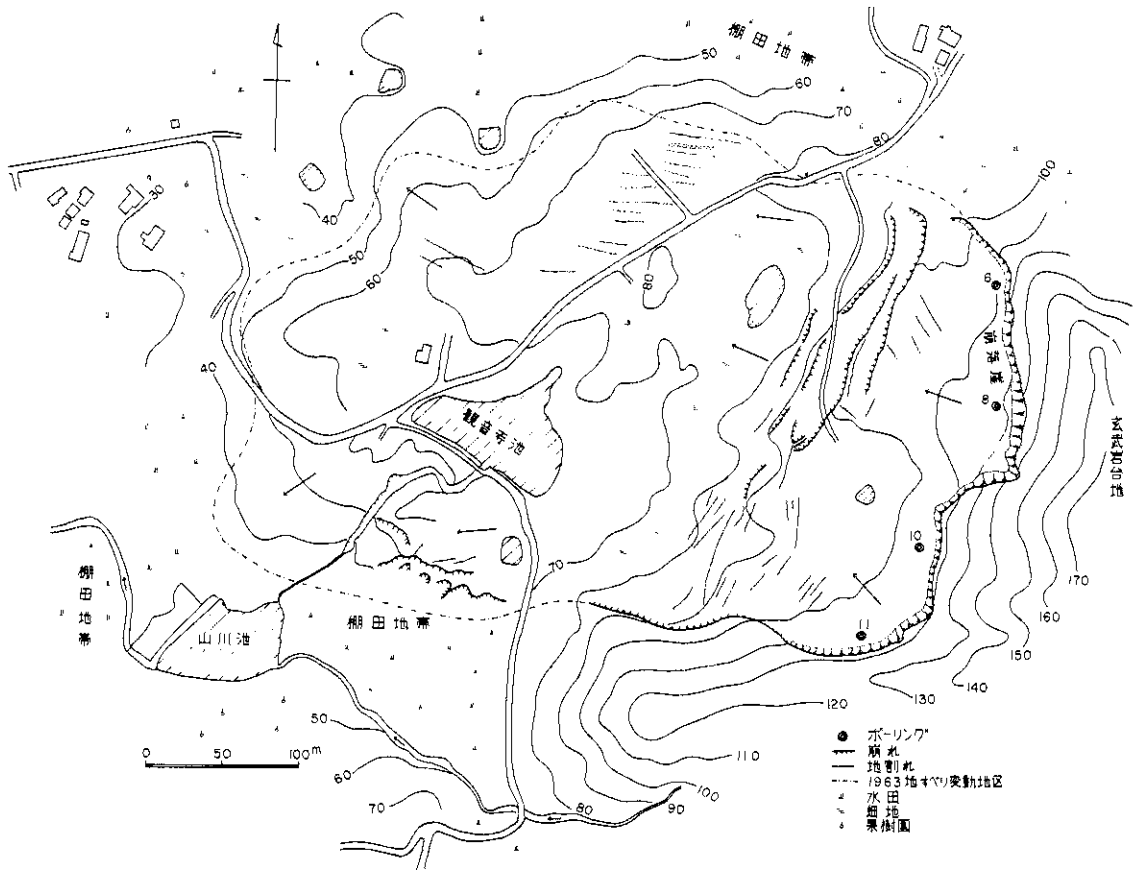 棚田地帯
50
60
70
80
100
30
40
50
60
80
6
滑落崖
8
40
観音寺池
玄武岩台地
10
70
11
170
160
150
140
130
120
110
100
90
80
棚田地帯
棚田地帯
山川池
50
60
70
0 50 100m
ボーリング
崩れ
地割れ
1963地すべり変動地区
水田
畑地
果樹園